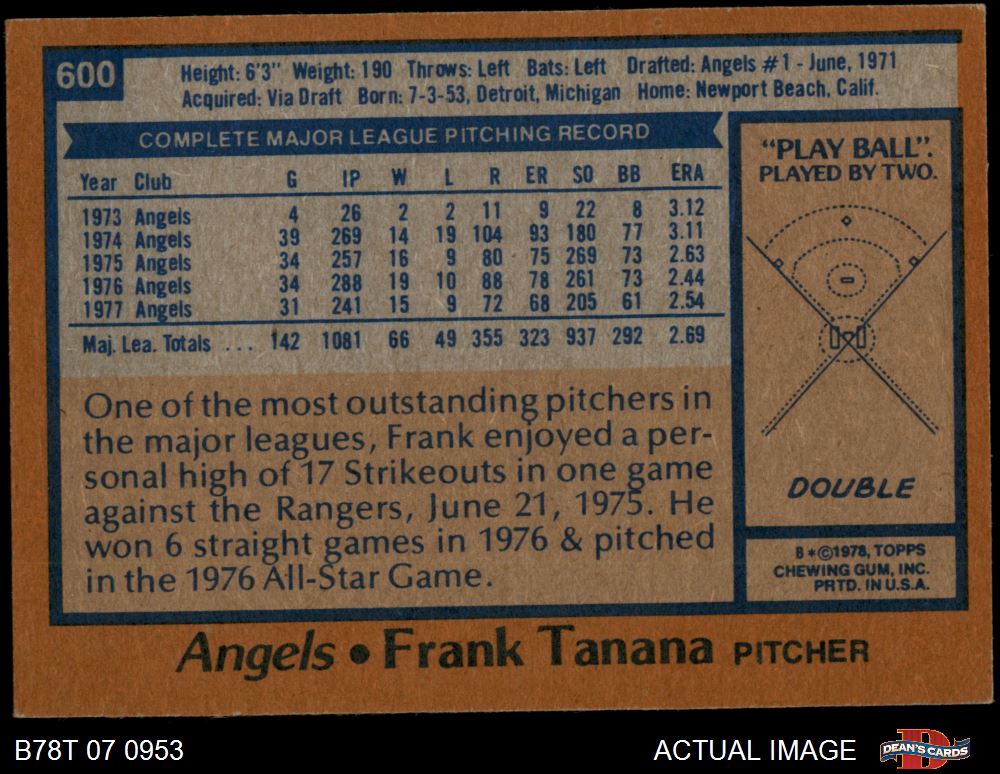 600
Height: 6'3" Weight: 190 Throws: Left Bats: Left Drafted: Angels #1 - June, 1971
Acquired: Via Draft Born: 7-3-53, Detroit, Michigan Home: Newport Beach, Calif.
COMPLETE MAJOR LEAGUE PITCHING RECORD
Year Club G IP W L R ER SO BB ERA
1973 Angels 4 26 2 2 11 9 22 8 3.12
1974 Angels 39 269 14 19 104 93 180 77 3.11
1975 Angels 34 257 16 9 80 75 269 73 2.63
1976 Angels 34 288 19 10 88 78 261 73 2.44
1977 Angels 31 241 15 9 72 68 205 61 2.54
Maj. Lea. Totals ... 142 1081 66 49 355 323 937 292 2.69
One of the most outstanding pitchers in
the major leagues, Frank enjoyed a per-
sonal high of 17 Strikeouts in one game
against the Rangers, June 21, 1975. He
won 6 straight games in 1976 & pitched
in the 1976 All-Star Game.
"PLAY BALL".
PLAYED BY TWO.
DOUBLE
B*©1978, TOPPS
CHEWING GUM, INC.
PRTD. IN U.S.A.
Angels • Frank Tanana PITCHER
B78T 07 0953
ACTUAL IMAGE
DEAN'S CARDS